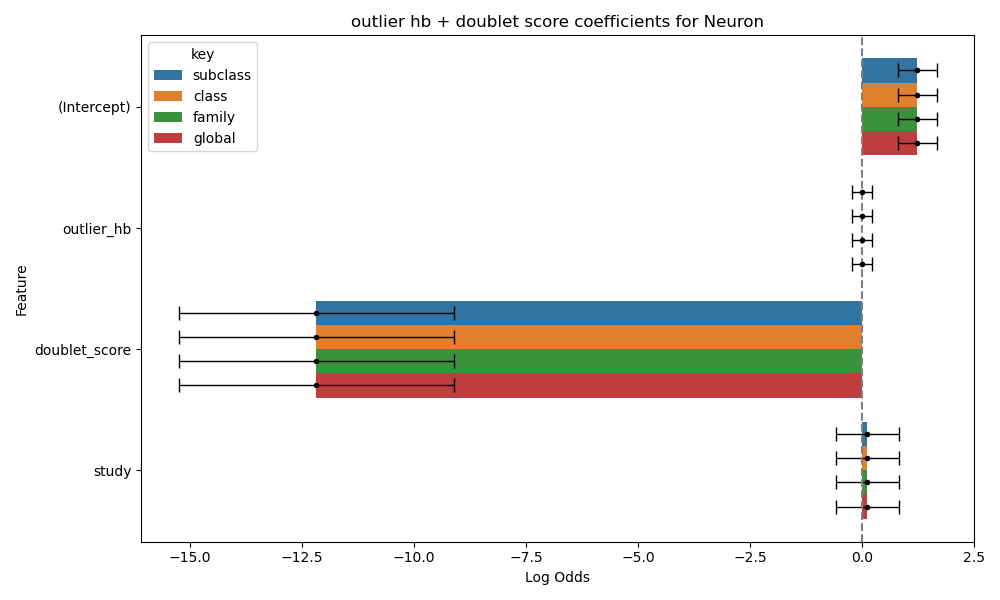 outlier hb + doublet score coefficients for Neuron
key
subclass
class
family
global
(Intercept)
outlier_hb
doublet_score
study
Feature
−15.0 −12.5 −10.0 −7.5 −5.0 −2.5 0.0 2.5
Log Odds